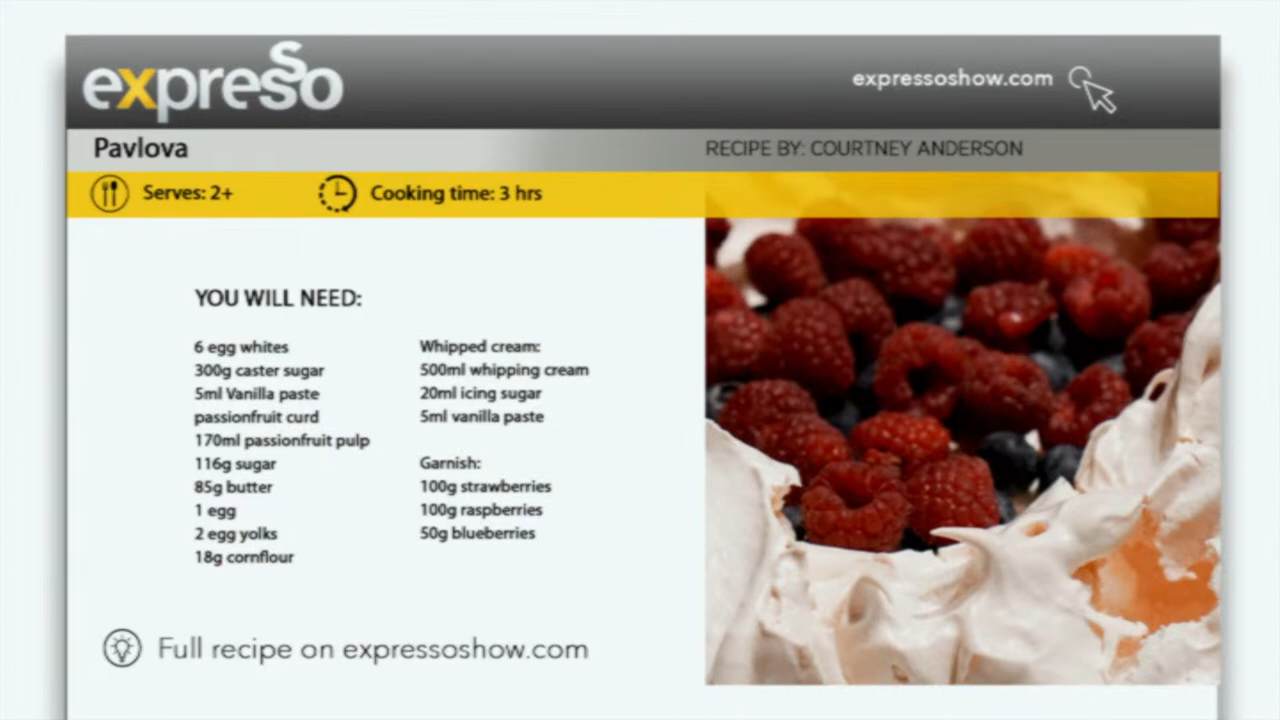 expresso
expressoshow.com
Pavlova
RECIPE BY: COURTNEY ANDERSON
Serves: 2+
Cooking time: 3 hrs
YOU WILL NEED:
6 egg whites
300g caster sugar
5ml Vanilla paste
passionfruit curd
170ml passionfruit pulp
116g sugar
85g butter
1 egg
2 egg yolks
18g cornflour
Whipped cream:
500ml whipping cream
20ml icing sugar
5ml vanilla paste
Garnish:
100g strawberries
100g raspberries
50g blueberries
Full recipe on expressoshow.com